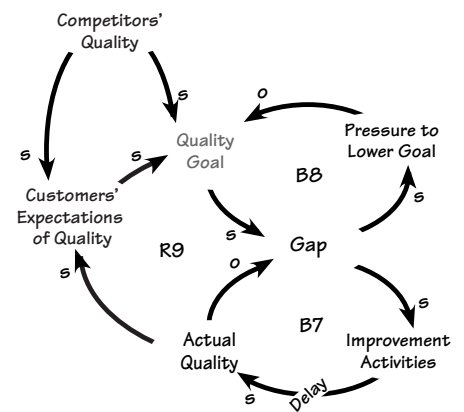 Competitors'
Quality
s
s
o
Quality
Goal
Pressure to
Lower Goal
s
s
B8
s
Customers'
Expectations
of Quality
s
R9
Gap
o
s
s
B7
Actual
Quality
Improvement
Activities
Delay
s